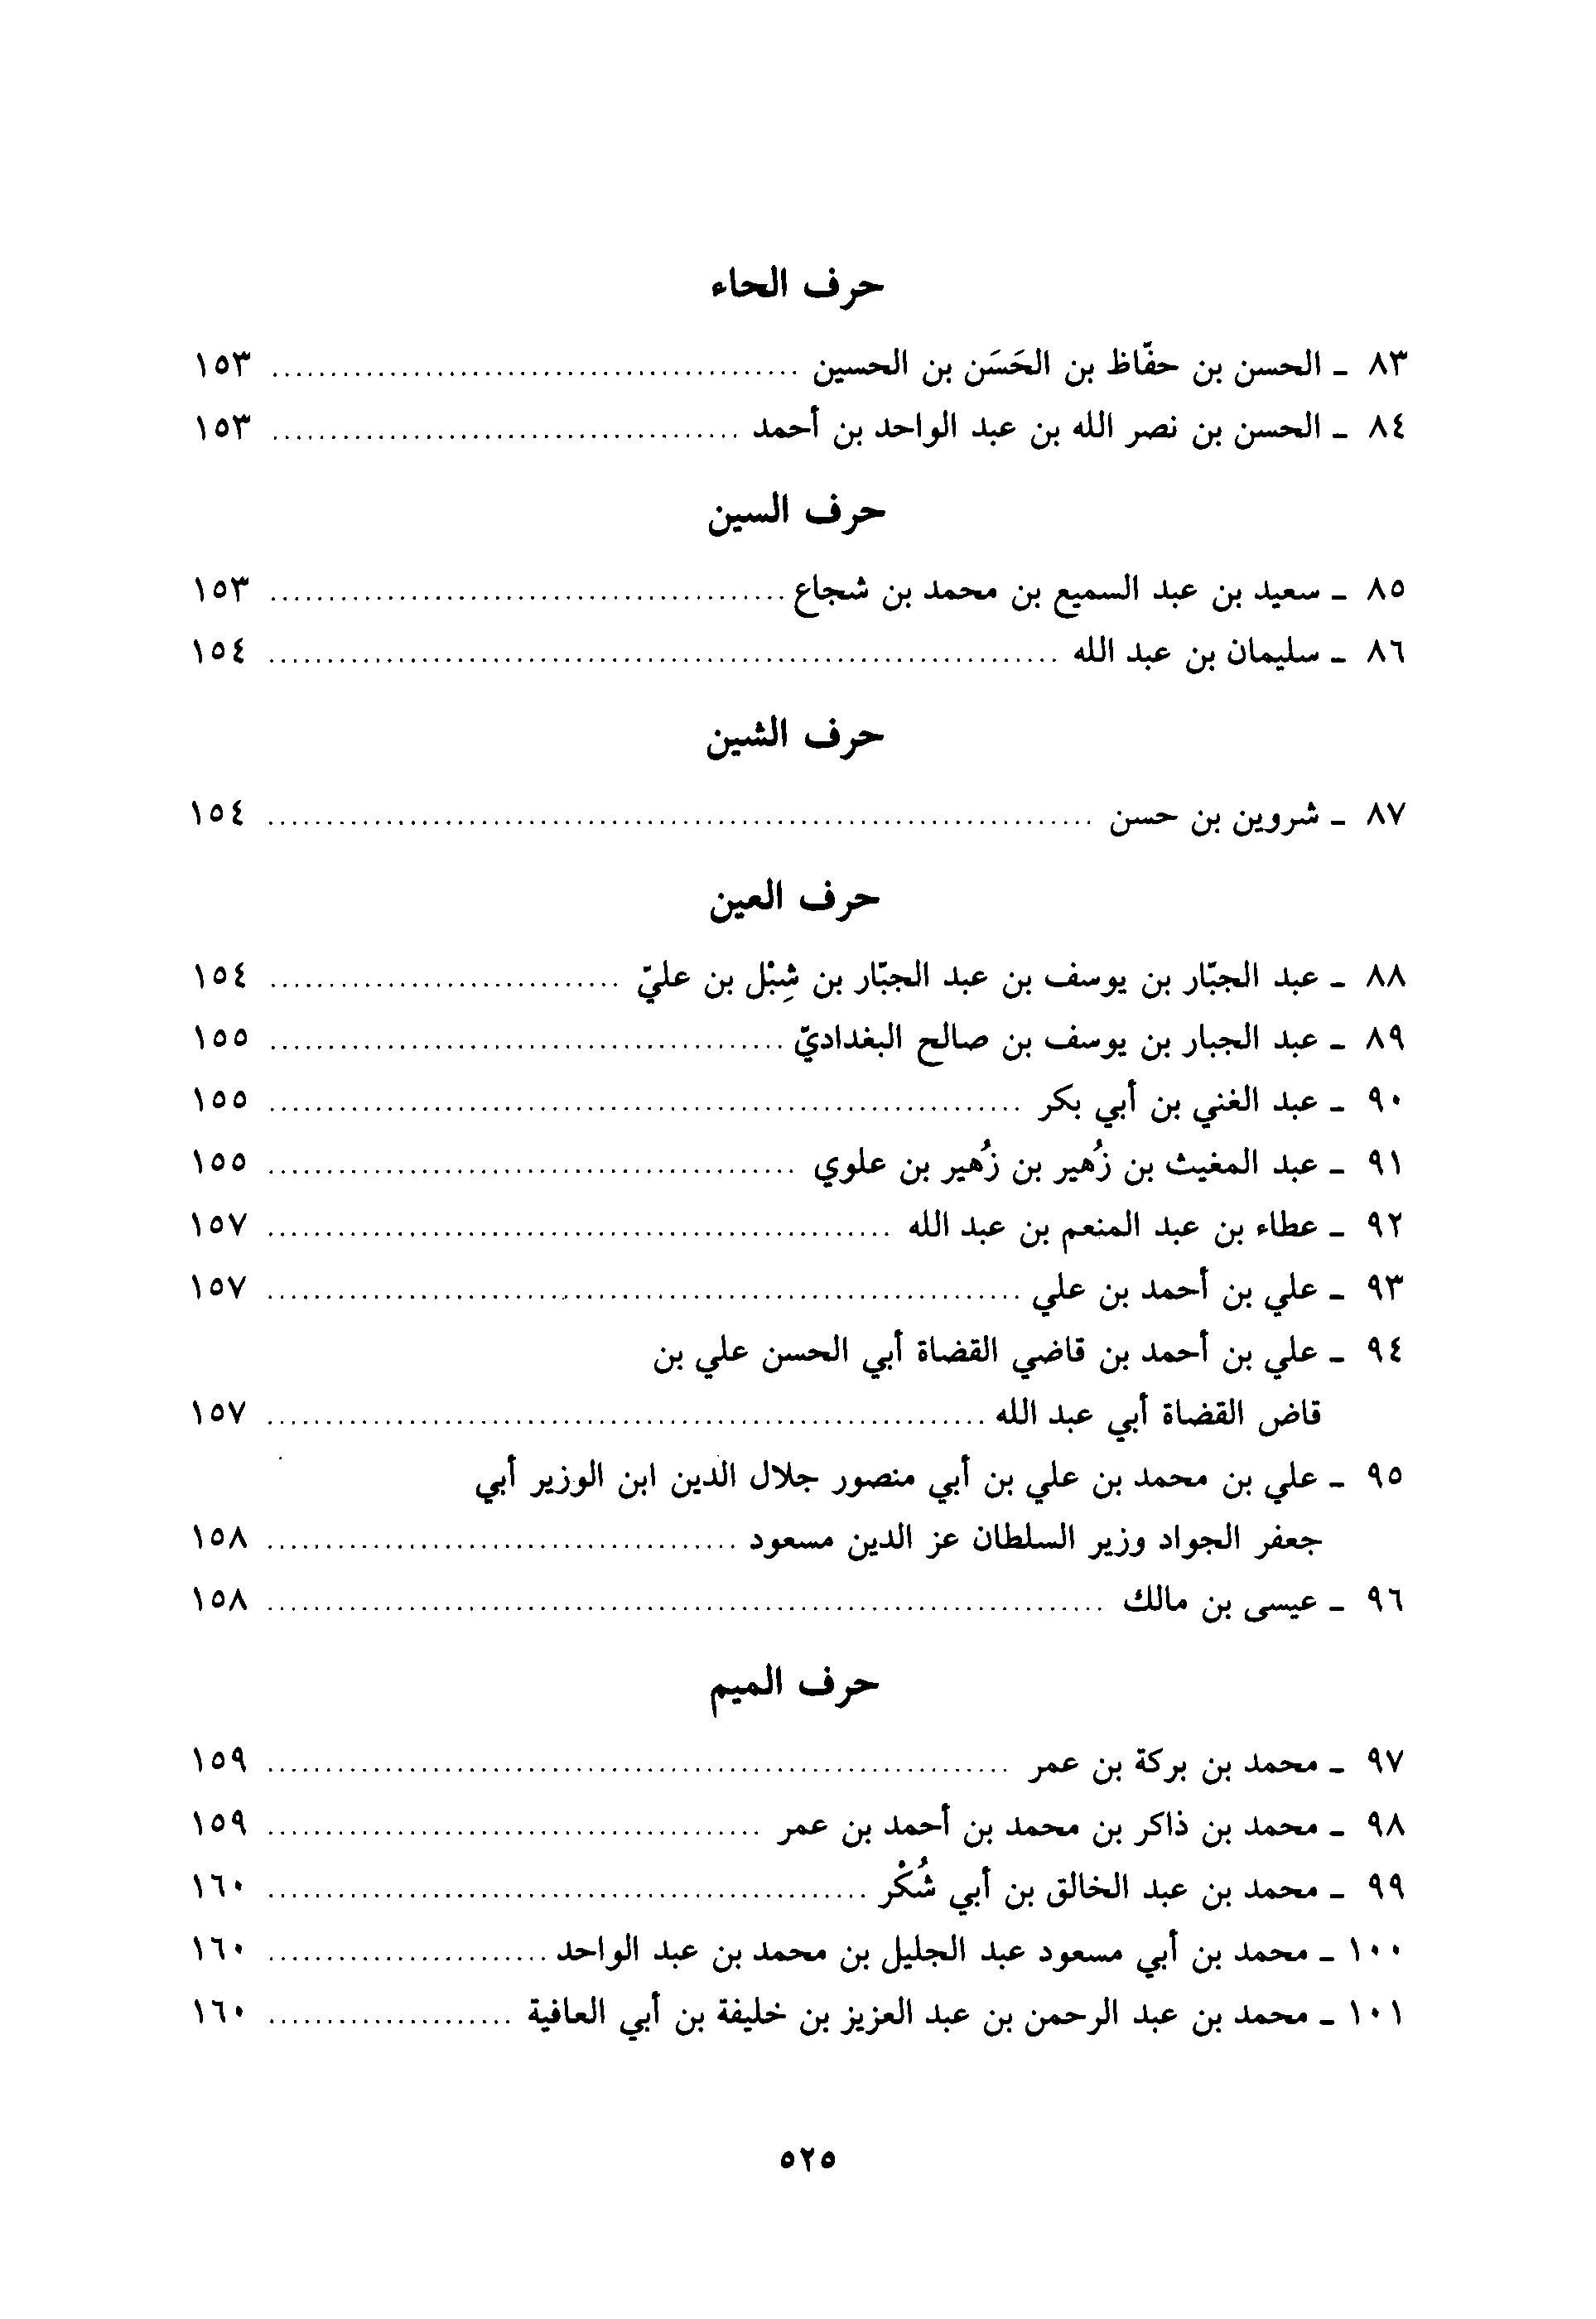 حرف الحاء
٨٣ - الحسن بن حفّاظ بن الحَسَن بن الحسين ............ ١٥٣
٨٤ - الحسن بن نصر الله بن عبد الواحد بن أحمد ............ ١٥٣
حرف السين
٨٥ - سعيد بن عبد السميع بن محمد بن شجاع ............ ١٥٣
٨٦ - سليمان بن عبد الله ............ ١٥٤
حرف الشين
٨٧ - شروين بن حسن ............ ١٥٤
حرف العين
٨٨ - عبد الجبّار بن يوسف بن عبد الجبّار بن شِبْل بن عليّ ............ ١٥٤
٨٩ - عبد الجبار بن يوسف بن صالح البغداديّ ............ ١٥٥
٩٠ - عبد الغني بن أبي بكر ............ ١٥٥
٩١ - عبد المغيث بن زُهير بن زُهير بن علوي ............ ١٥٥
٩٢ - عطاء بن عبد المنعم بن عبد الله ............ ١٥٧
٩٣ - علي بن أحمد بن علي ............ ١٥٧
٩٤ - علي بن أحمد بن قاضي القضاة أبي الحسن علي بن
قاض القضاة أبي عبد الله ............ ١٥٧
٩٥ - علي بن محمد بن علي بن أبي منصور جلال الدين ابن الوزير أبي
جعفر الجواد وزير السلطان عز الدين مسعود ............ ١٥٨
٩٦ - عيسى بن مالك ............ ١٥٨
حرف الميم
٩٧ - محمد بن بركة بن عمر ............ ١٥٩
٩٨ - محمد بن ذاكر بن محمد بن أحمد بن عمر ............ ١٥٩
٩٩ - محمد بن عبد الخالق بن أبي شُكْر ............ ١٦٠
١٠٠ - محمد بن أبي مسعود عبد الجليل بن محمد بن عبد الواحد ............ ١٦٠
١٠١ - محمد بن عبد الرحمن بن عبد العزيز بن خليفة بن أبي العافية ............ ١٦٠
٥٢٥